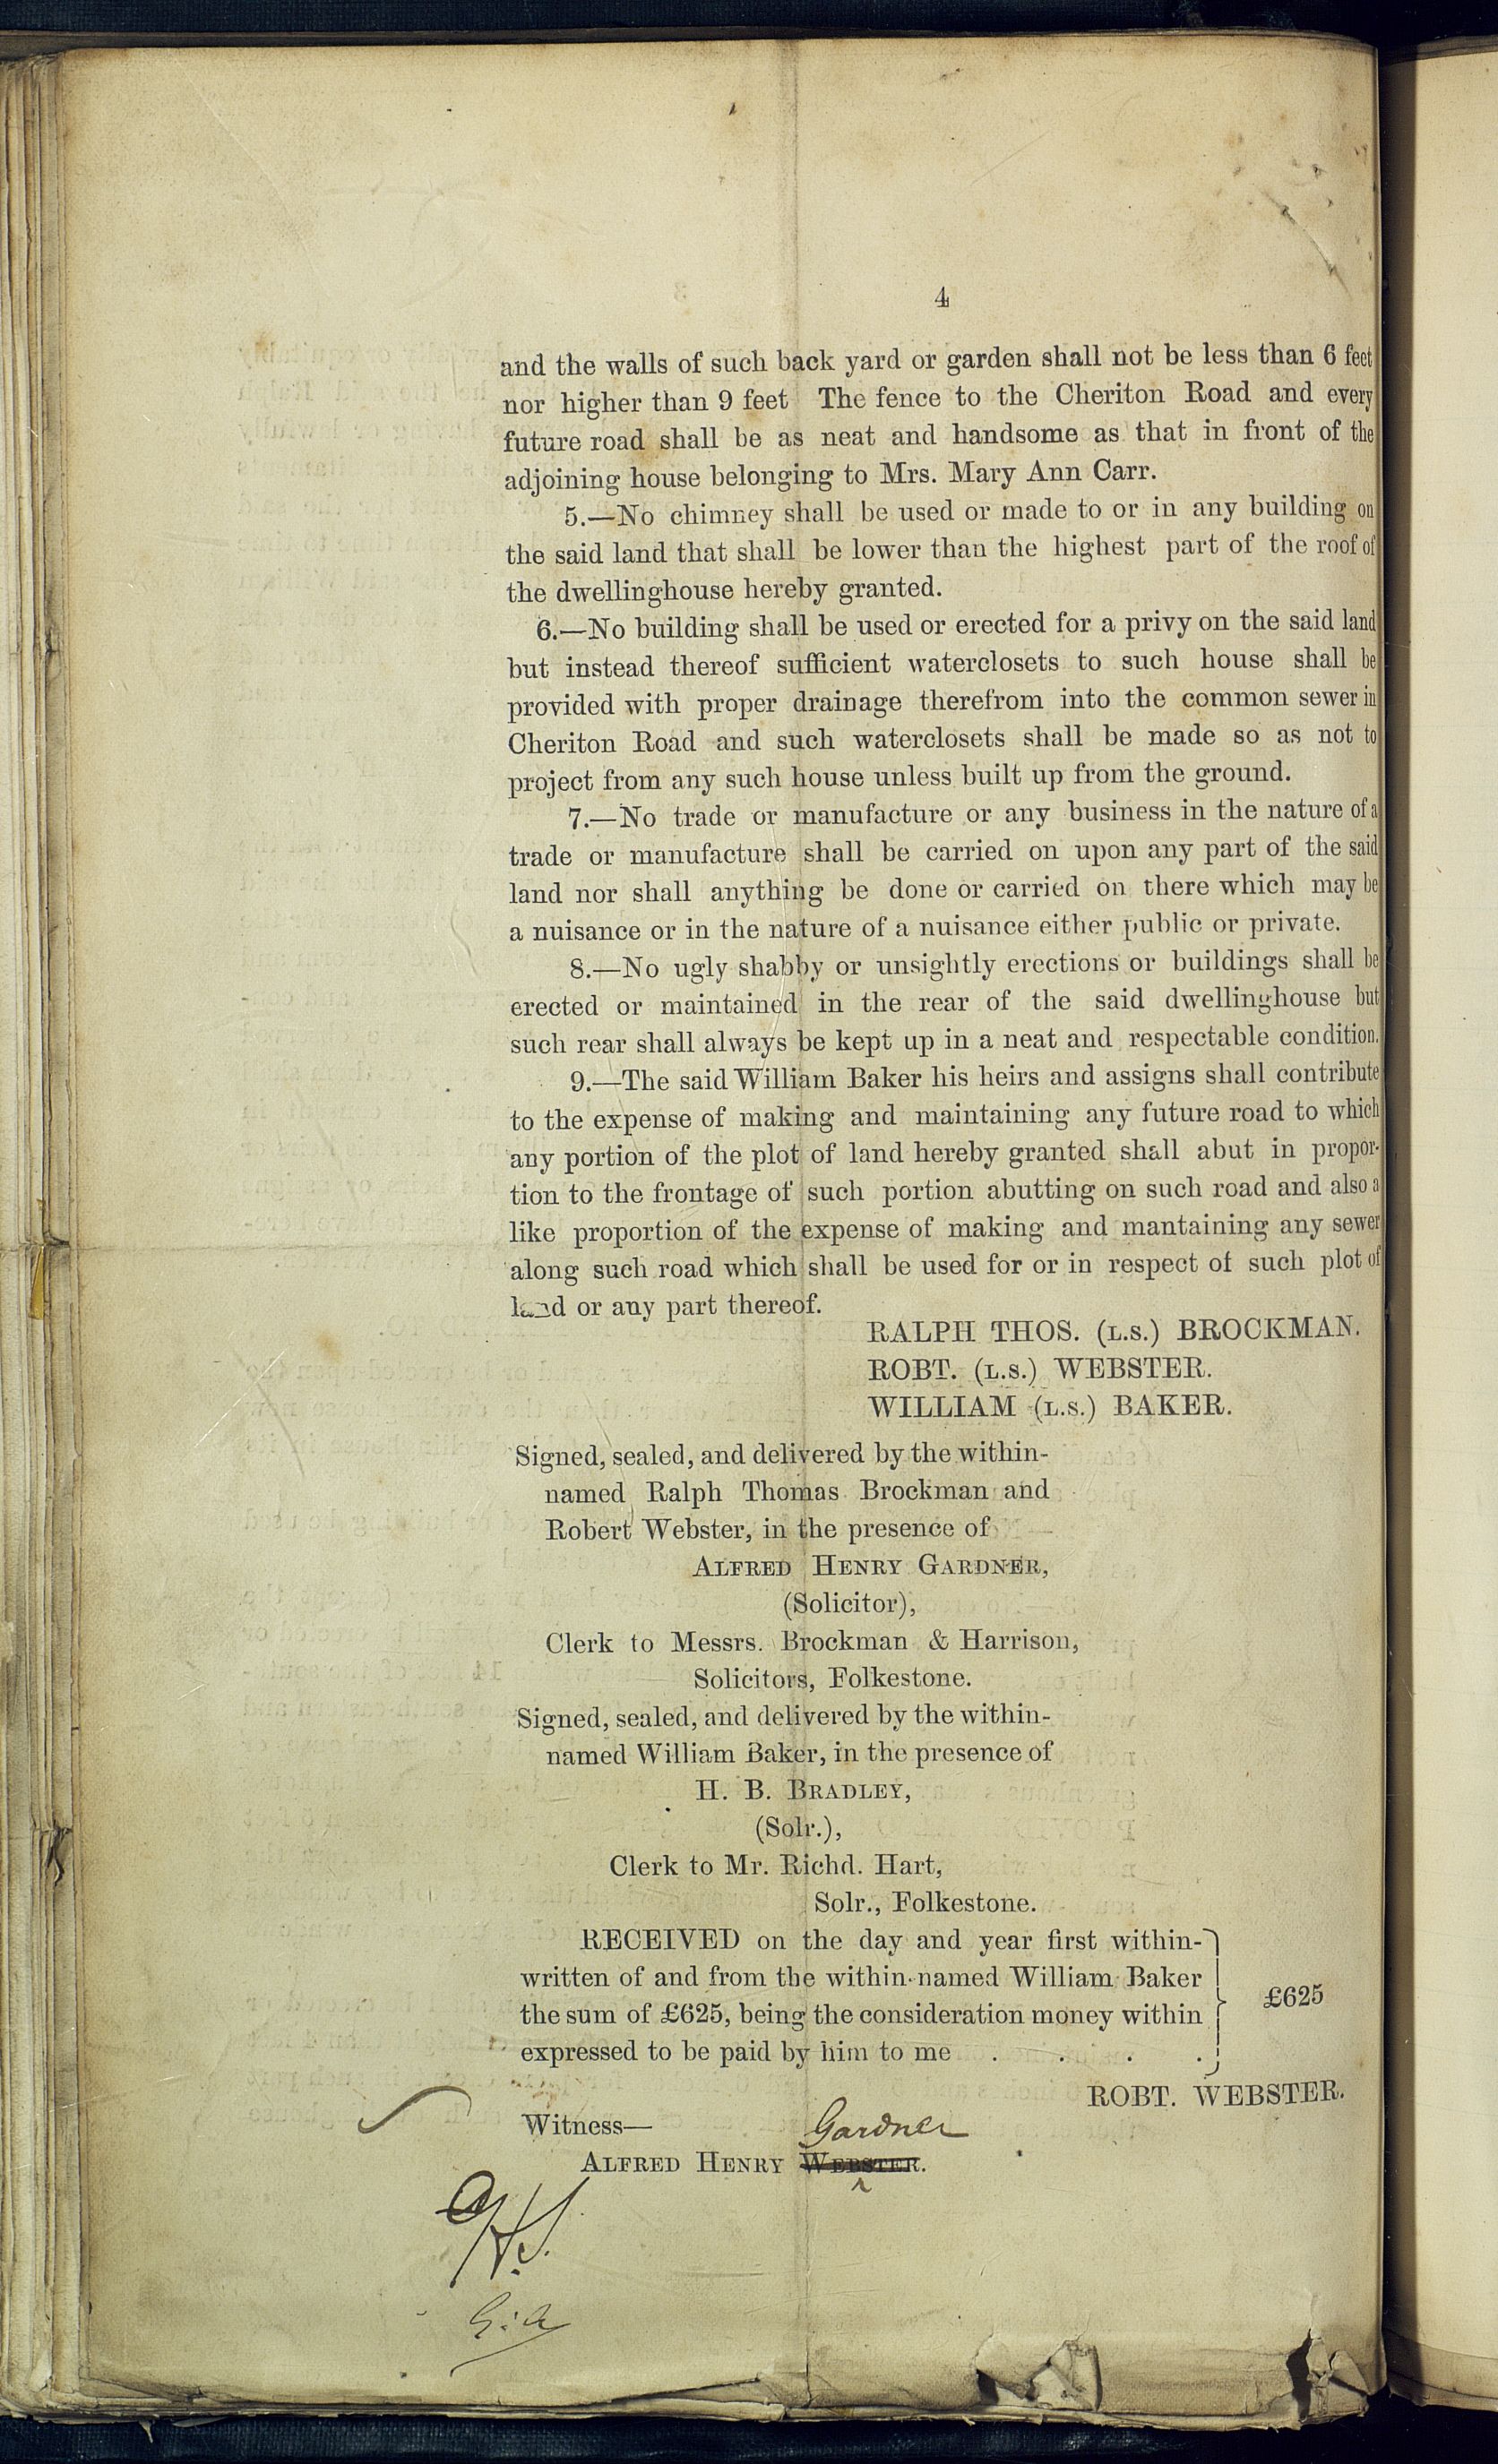 4
and the walls of such back yard or garden shall not be less than 6 feet
nor higher than 9 feet The fence to the Cheriton Road and every
future road shall be as neat and handsome as that in front of the
adjoining house belonging to Mrs. Mary Ann Carr.
5.—No chimney shall be used or made to or in any building on
the said land that shall be lower than the highest part of the roof of
the dwellinghouse hereby granted.
6.—No building shall be used or erected for a privy on the said land
but instead thereof sufficient waterclosets to such house shall be
provided with proper drainage therefrom into the common sewer in
Cheriton Road and such waterclosets shall be made so as not to
project from any such house unless built up from the ground.
7.—No trade or manufacture or any business in the nature of a
trade or manufacture shall be carried on upon any part of the said
land nor shall anything be done or carried on there which may be
a nuisance or in the nature of a nuisance either public or private.
8.—No ugly shabby or unsightly erections or buildings shall be
erected or maintained in the rear of the said dwellinghouse but
such rear shall always be kept up in a neat and respectable condition.
9.—The said William Baker his heirs and assigns shall contribute
to the expense of making and maintaining any future road to which
any portion of the plot of land hereby granted shall abut in propor-
tion to the frontage of such portion abutting on such road and also a
like proportion of the expense of making and mantaining any sewer
along such road which shall be used for or in respect of such plot of
land or any part thereof.
RALPH THOS. (L.S.) BROCKMAN.
ROBT. (L.S.) WEBSTER.
WILLIAM (L.S.) BAKER.
Signed, sealed, and delivered by the within-
named Ralph Thomas Brockman and
Robert Webster, in the presence of
ALFRED HENRY GARDNER,
(Solicitor),
Clerk to Messrs. Brockman & Harrison,
Solicitors, Folkestone.
Signed, sealed, and delivered by the within-
named William Baker, in the presence of
H. B. BRADLEY,
(Solr.),
Clerk to Mr. Richd. Hart,
Solr., Folkestone.
RECEIVED on the day and year first within-
written of and from the within-named William Baker
the sum of £625, being the consideration money within
expressed to be paid by him to me . . . .
£625
ROBT. WEBSTER.
Witness—
Gardner
ALFRED HENRY WEBSTER.